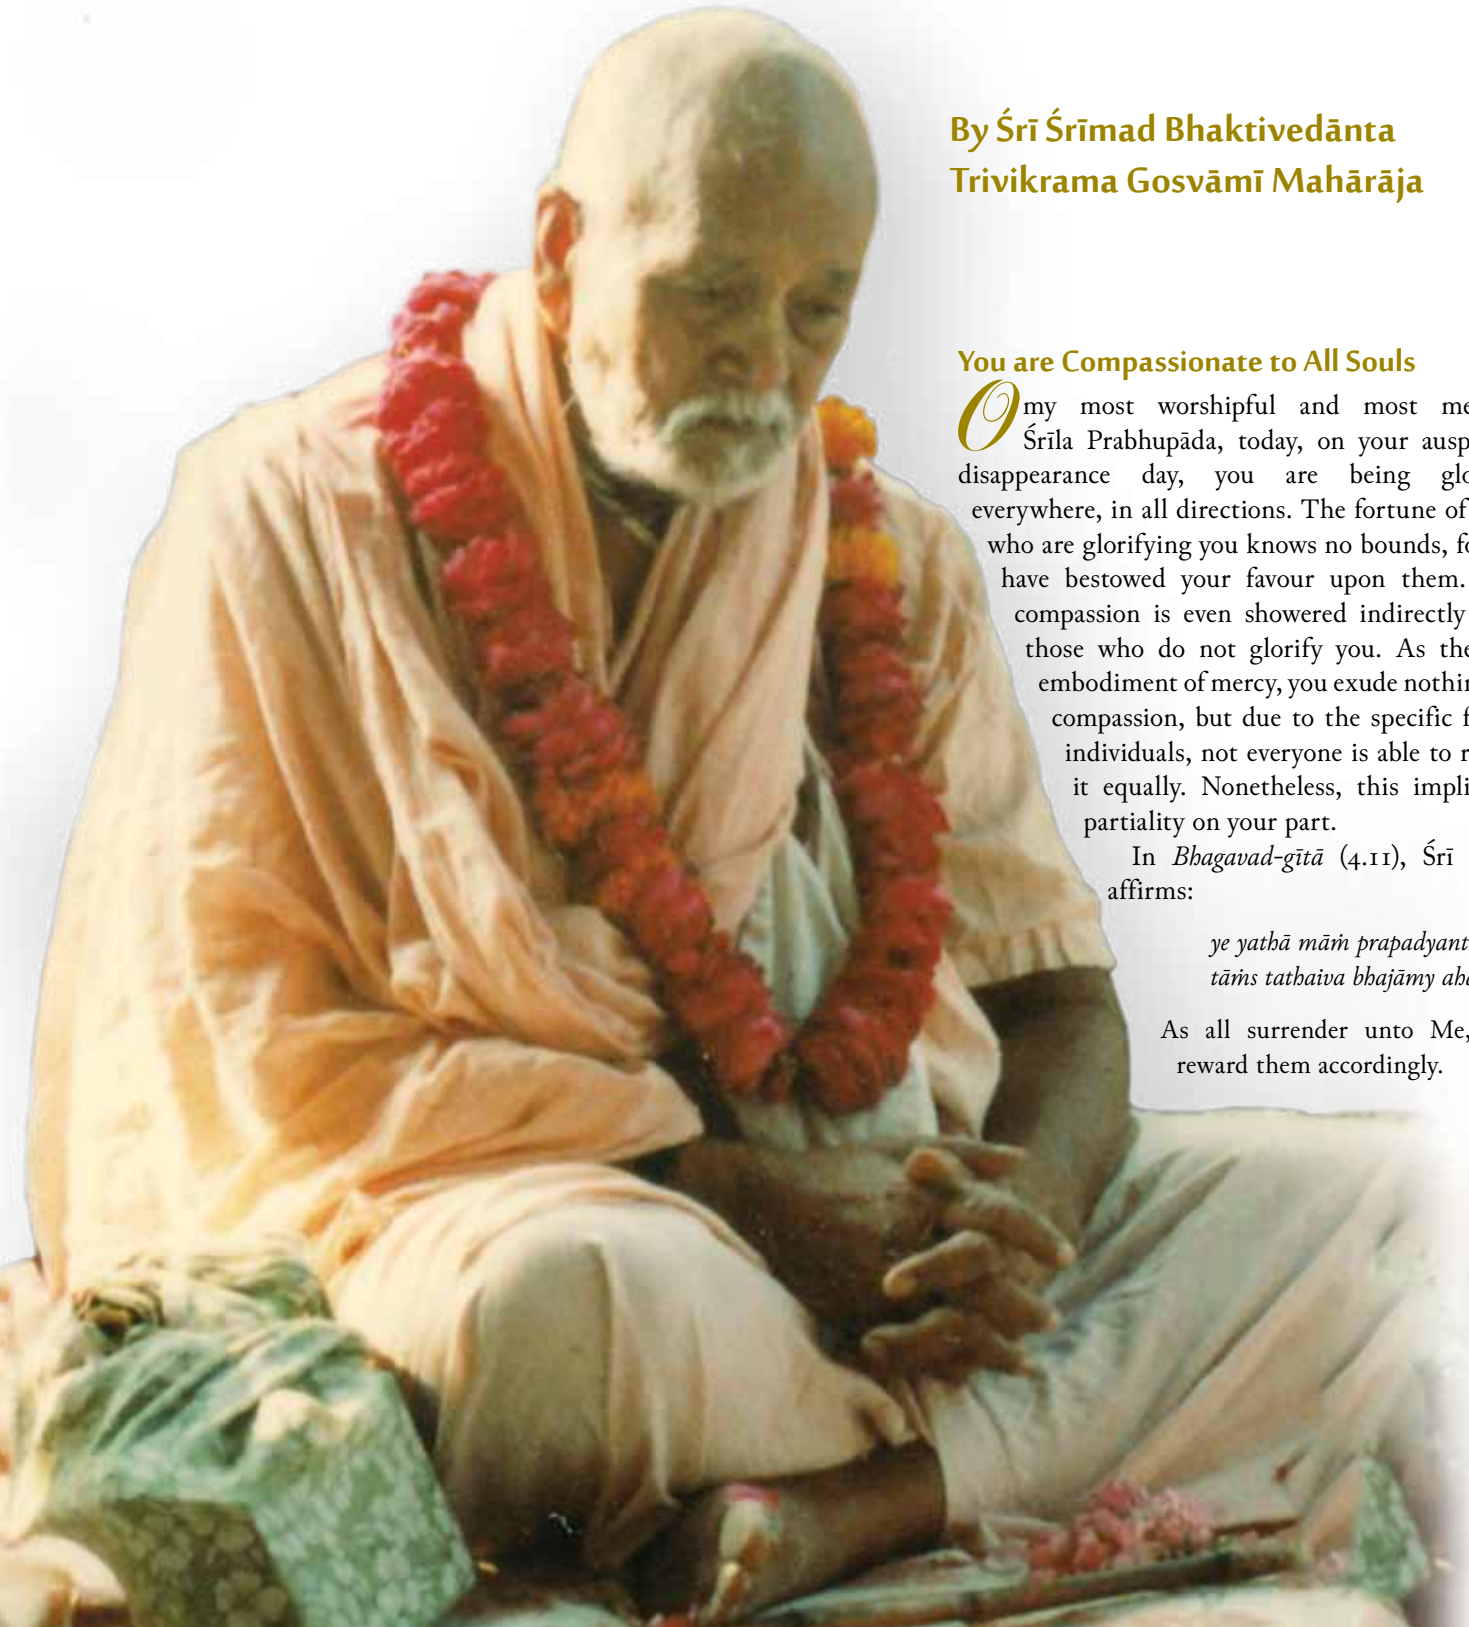 By Śrī Śrīmad Bhaktivedānta
Trivikrama Gosvāmī Mahārāja
You are Compassionate to All Souls
O my most worshipful and most
Śrīla Prabhupāda, today, on your
disappearance day, you are being
everywhere, in all directions. The fortune of
who are glorifying you knows no bounds,
have bestowed your favour upon them.
compassion is even showered indirectly
those who do not glorify you. As
embodiment of mercy, you exude
compassion, but due to the specific
individuals, not everyone is able to
it equally. Nonetheless, this
partiality on your part.
In Bhagavad-gītā (4.11), Śrī
affirms:
ye yathā māṁ
tāṁs tathaiva bhajāmy
As all surrender unto Me,
reward them accordingly.